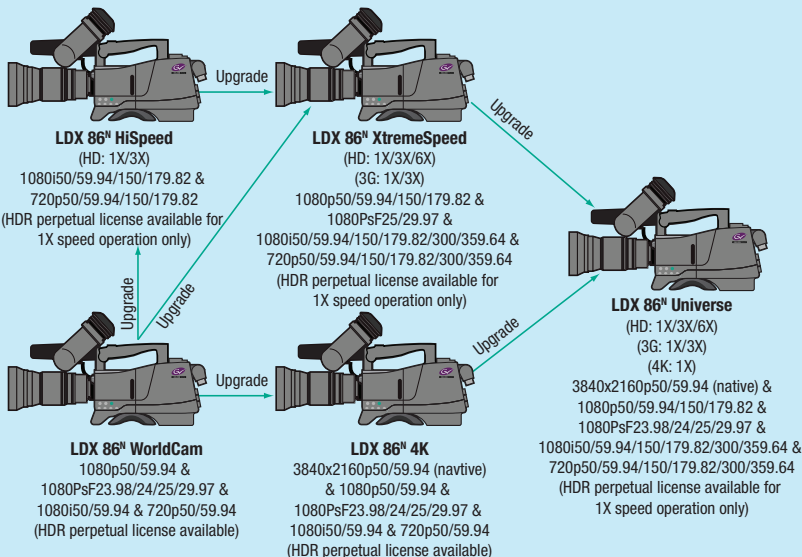 Upgrade
LDX 86ᴺ HiSpeed
(HD: 1X/3X)
1080i50/59.94/150/179.82 &
720p50/59.94/150/179.82
(HDR perpetual license available for
1X speed operation only)
LDX 86ᴺ XtremeSpeed
(HD: 1X/3X/6X)
(3G: 1X/3X)
1080p50/59.94/150/179.82 &
1080PsF25/29.97 &
1080i50/59.94/150/179.82/300/359.64 &
720p50/59.94/150/179.82/300/359.64
(HDR perpetual license available for
1X speed operation only)
Upgrade
Upgrade
Upgrade
Upgrade
LDX 86ᴺ Universe
(HD: 1X/3X/6X)
(3G: 1X/3X)
(4K: 1X)
3840x2160p50/59.94 (native) &
1080p50/59.94/150/179.82 &
1080PsF23.98/24/25/29.97 &
1080i50/59.94/150/179.82/300/359.64 &
720p50/59.94/150/179.82/300/359.64
(HDR perpetual license available for
1X speed operation only)
Upgrade
LDX 86ᴺ WorldCam
1080p50/59.94 &
1080PsF23.98/24/25/29.97 &
1080i50/59.94 & 720p50/59.94
(HDR perpetual license available)
LDX 86ᴺ 4K
3840x2160p50/59.94 (navtive)
& 1080p50/59.94 &
1080PsF23.98/24/25/29.97 &
1080i50/59.94 & 720p50/59.94
(HDR perpetual license available)